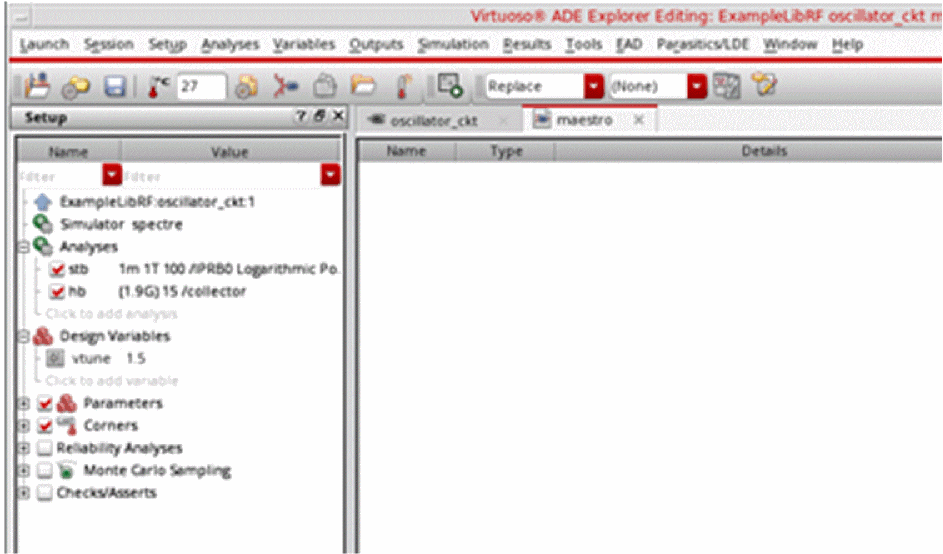 Virtuoso® ADE Explorer Editing: ExampleLibRF oscillator_ckt m
Launch Session Setup Analyses Variables Outputs Simulation Results Tools EAD Parasitics/LDE Window Help
27 Replace (None)
Setup ? oscillator_ckt maestro
Name Value Name Type Details
Filter Filter
ExampleLibRF:oscillator_ckt:1
Simulator spectre
Analyses
stb 1m 1T 100 /IPRB0 Logarithmic Po.
hb (1.9G) 15 /collector
Click to add analysis
Design Variables
vtune 1.5
Click to add variable
Parameters
Corners
Reliability Analyses
Monte Carlo Sampling
Checks/Asserts